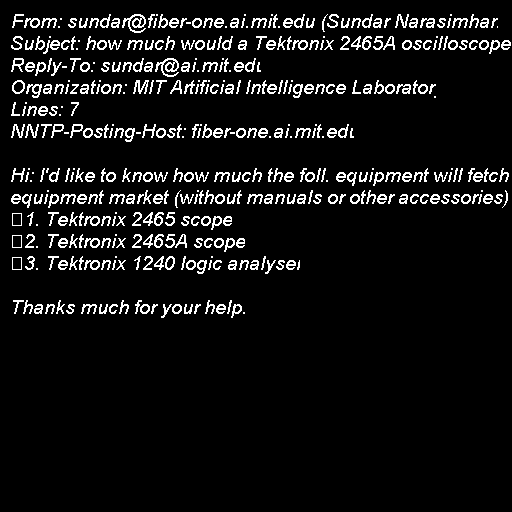 From: sundar@fiber-one.ai.mit.edu (Sundar Narasimhan
Subject: how much would a Tektronix 2465A oscilloscope
Reply-To: sundar@ai.mit.edu
Organization: MIT Artificial Intelligence Laborator
Lines: 7
NNTP-Posting-Host: fiber-one.ai.mit.edu

Hi: I'd like to know how much the foll. equipment will fetch
equipment market (without manuals or other accessories)
1. Tektronix 2465 scope
2. Tektronix 2465A scope
3. Tektronix 1240 logic analyser

Thanks much for your help.